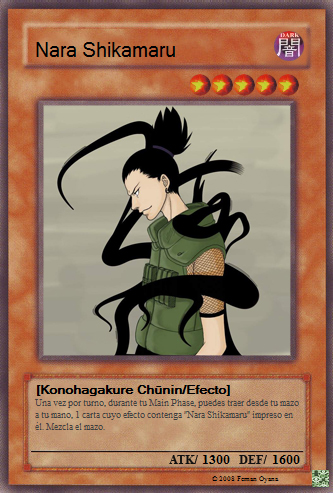 Nara Shikamaru
DARK
闇
[Konohagakure Chūnin/Efecto]
Una vez por turno, durante tu Main Phase, puedes traer desde tu mazo
a tu mano, 1 carta cuyo efecto contenga "Nara Shikamaru" impreso en
él. Mezcla el mazo.
ATK/ 1300 DEF/ 1600
©2008 Fernan Oyana